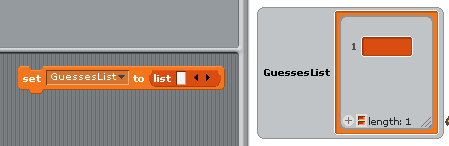 set GuessesList to list
GuessesList
1
+ length: 1